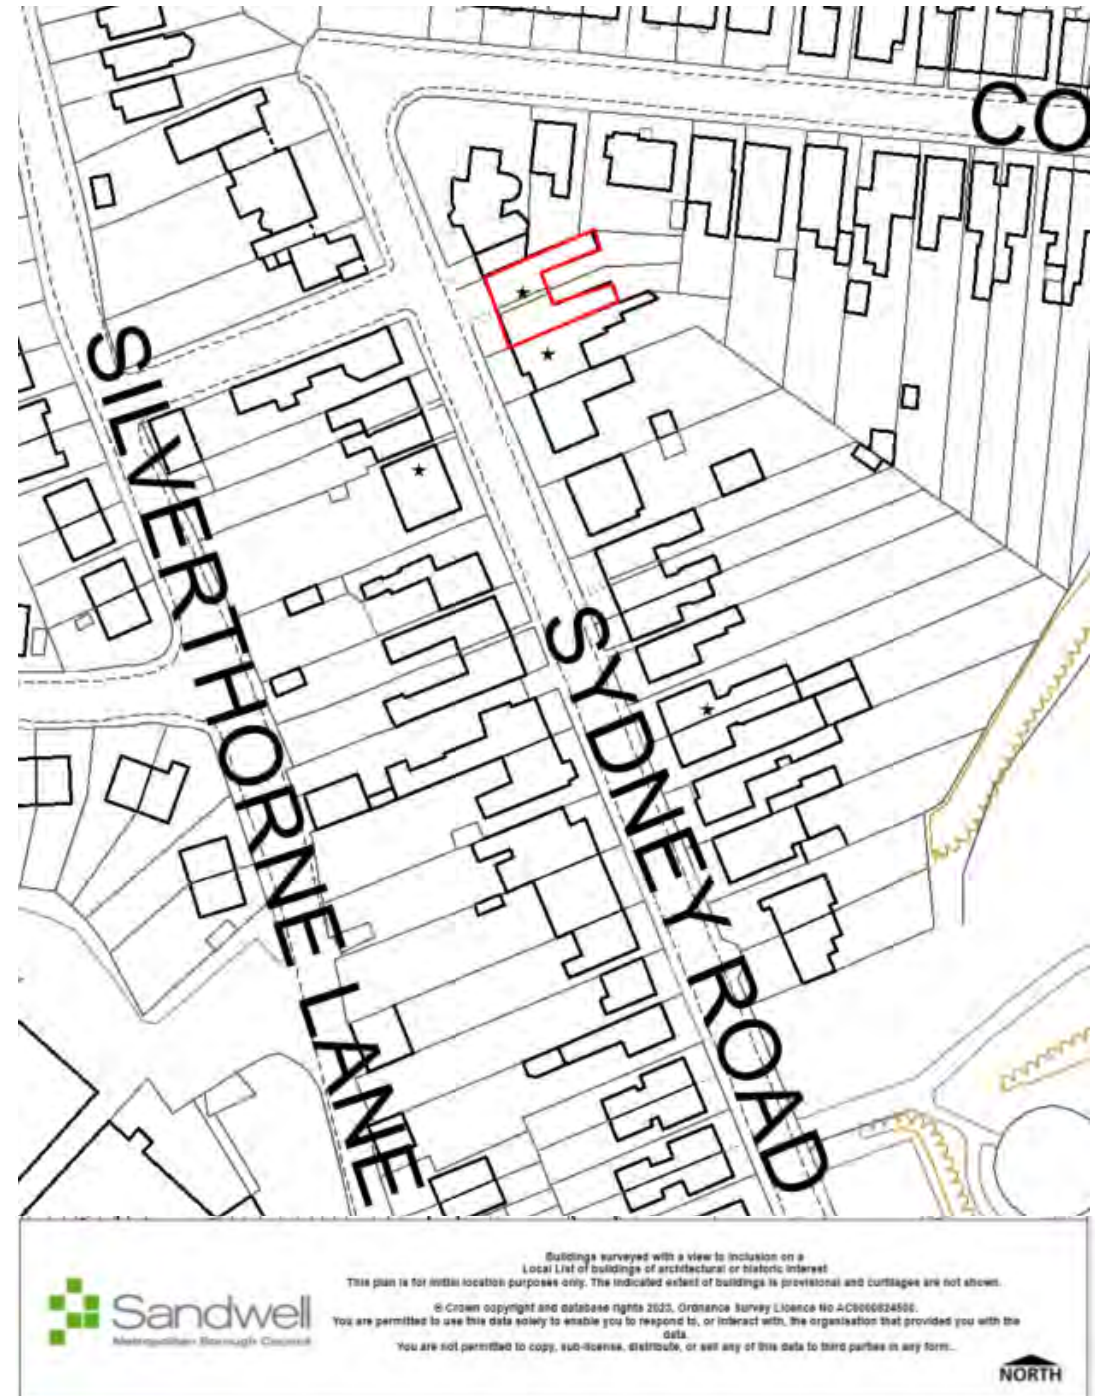 CO
SILVERTHORNE LANE
SYDNEY ROAD
Sandwell
Metropolitan Borough Council
Buildings surveyed with a view to inclusion on a
Local List of buildings of architectural or historic interest
This plan is for initial location purposes only. The indicated extent of buildings is provisional and curtilages are not shown.
© Crown copyright and database rights 2023, Ordnance Survey Licence No
You are permitted to use this data solely to enable you to respond to, or interact with, the organisation that provided you with the
data.
You are not permitted to copy, sub-license, distribute, or sell any of this data to third parties in any form.
NORTH